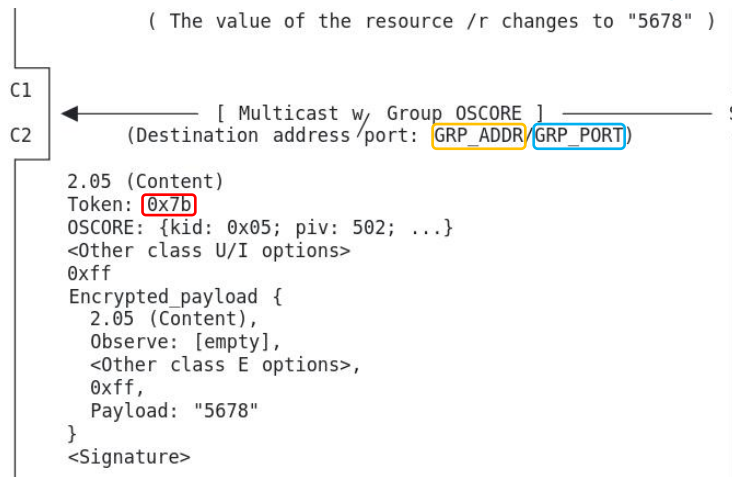 ( The value of the resource /r changes to "5678" )
C1
[ Multicast w/ Group OSCORE ]
C2
(Destination address/port: GRP_ADDR/GRP_PORT)
2.05 (Content)
Token: 0x7b
OSCORE: {kid: 0x05; piv: 502; ...}
<Other class U/I options>
0xff
Encrypted_payload {
2.05 (Content),
Observe: [empty],
<Other class E options>,
0xff,
Payload: "5678"
}
<Signature>